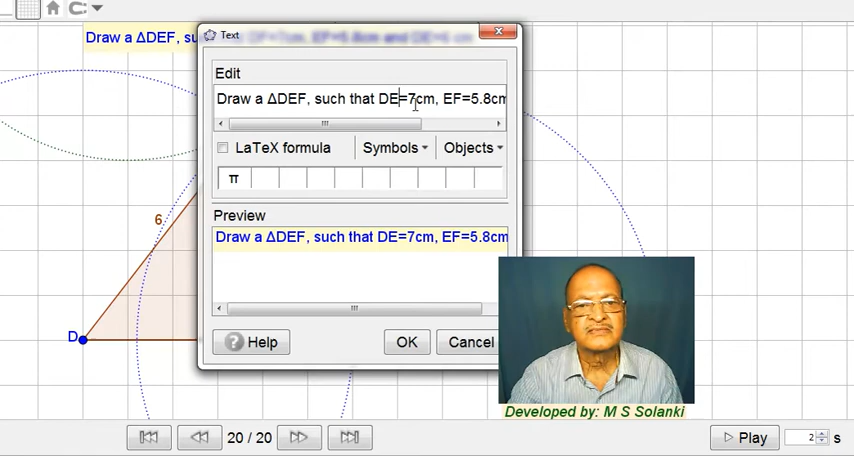 Draw a ΔDEF, su
Text
Edit
Draw a ΔDEF, such that DE=7cm, EF=5.8cm
LaTeX formula
Symbols
Objects
π
Preview
Draw a ΔDEF, such that DE=7cm, EF=5.8cm
6
D
Help
OK
Cancel
Developed by: M S Solanki
20 / 20
Play
2
s